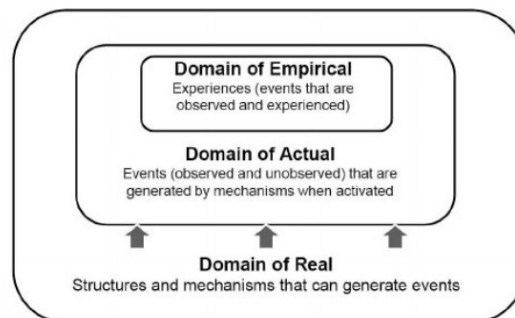 Domain of Empirical
Experiences (events that are
observed and experienced)
Domain of Actual
Events (observed and unobserved) that are
generated by mechanisms when activated
Domain of Real
Structures and mechanisms that can generate events